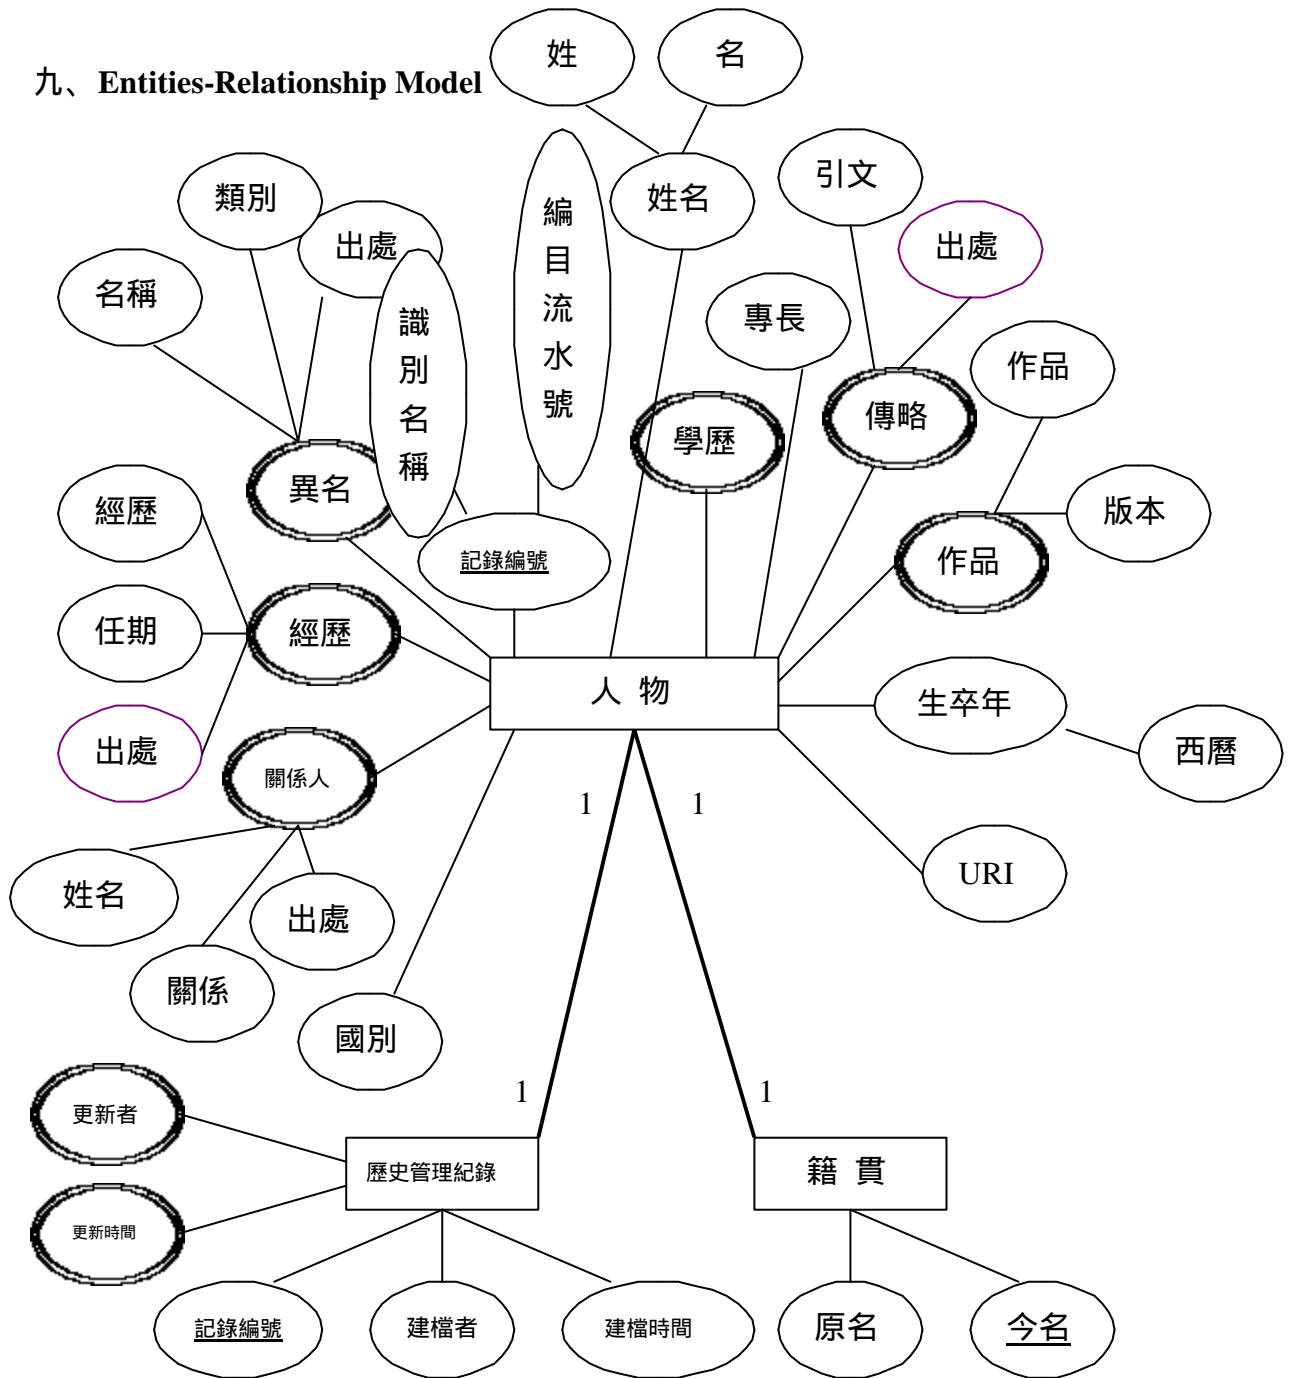 姓
名
九、Entities-Relationship Model
引文
類別
編目流水號
姓名
出處
出處
名稱
識別名稱
專長
作品
傳略
學歷
異名
經歷
版本
記錄編號
作品
任期
經歷
人 物
生卒年
出處
西曆
關係人
1
1
URI
姓名
出處
關係
國別
1
1
更新者
歷史管理紀錄
籍 貫
更新時間
記錄編號
建檔者
建檔時間
原名
今名